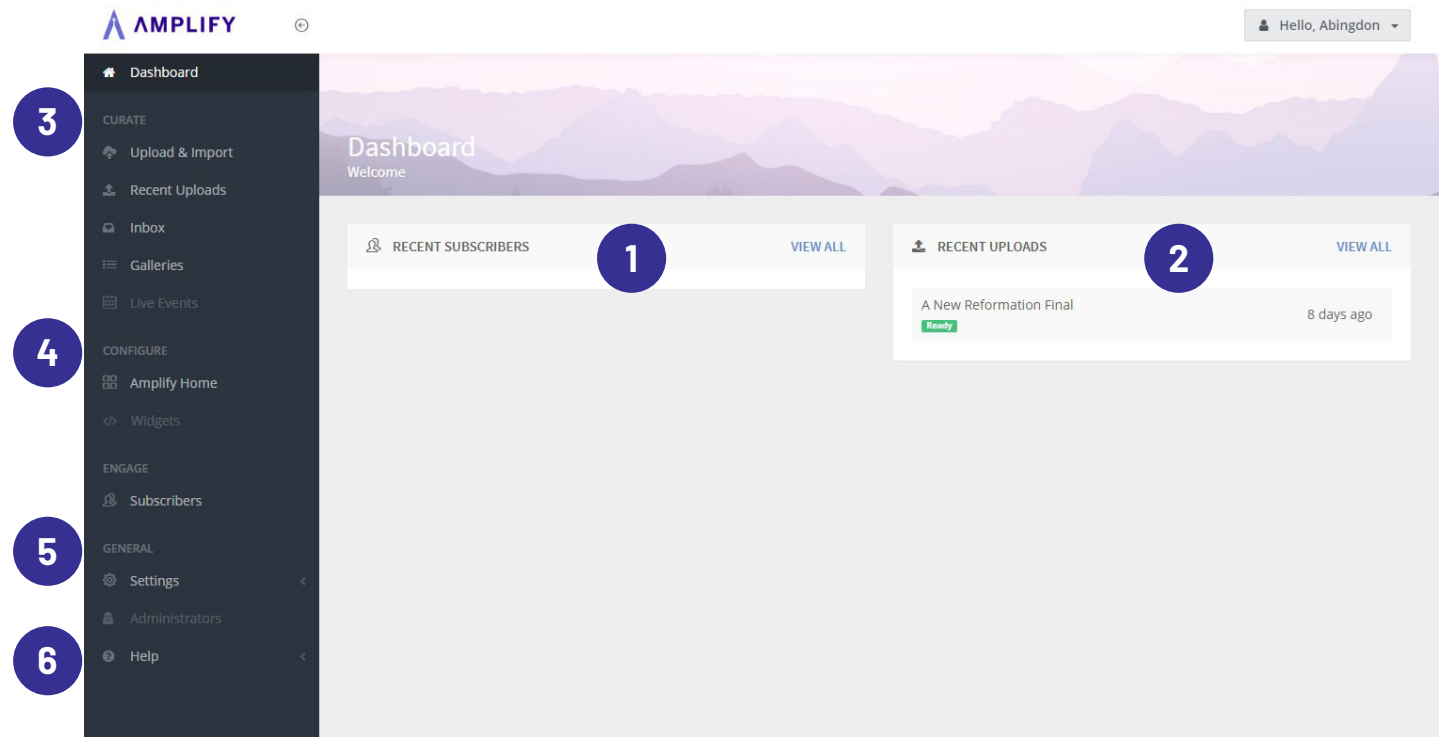 AMPLIFY
Hello, Abingdon
Dashboard
3
CURATE
Upload & Import
Recent Uploads
Inbox
Galleries
Live Events
4
CONFIGURE
Amplify Home
Widgets
ENGAGE
Subscribers
5
GENERAL
Settings
Administrators
6
Help
Dashboard
Welcome
RECENT SUBSCRIBERS
1
VIEW ALL
RECENT UPLOADS
2
VIEW ALL
A New Reformation Final
Ready
8 days ago